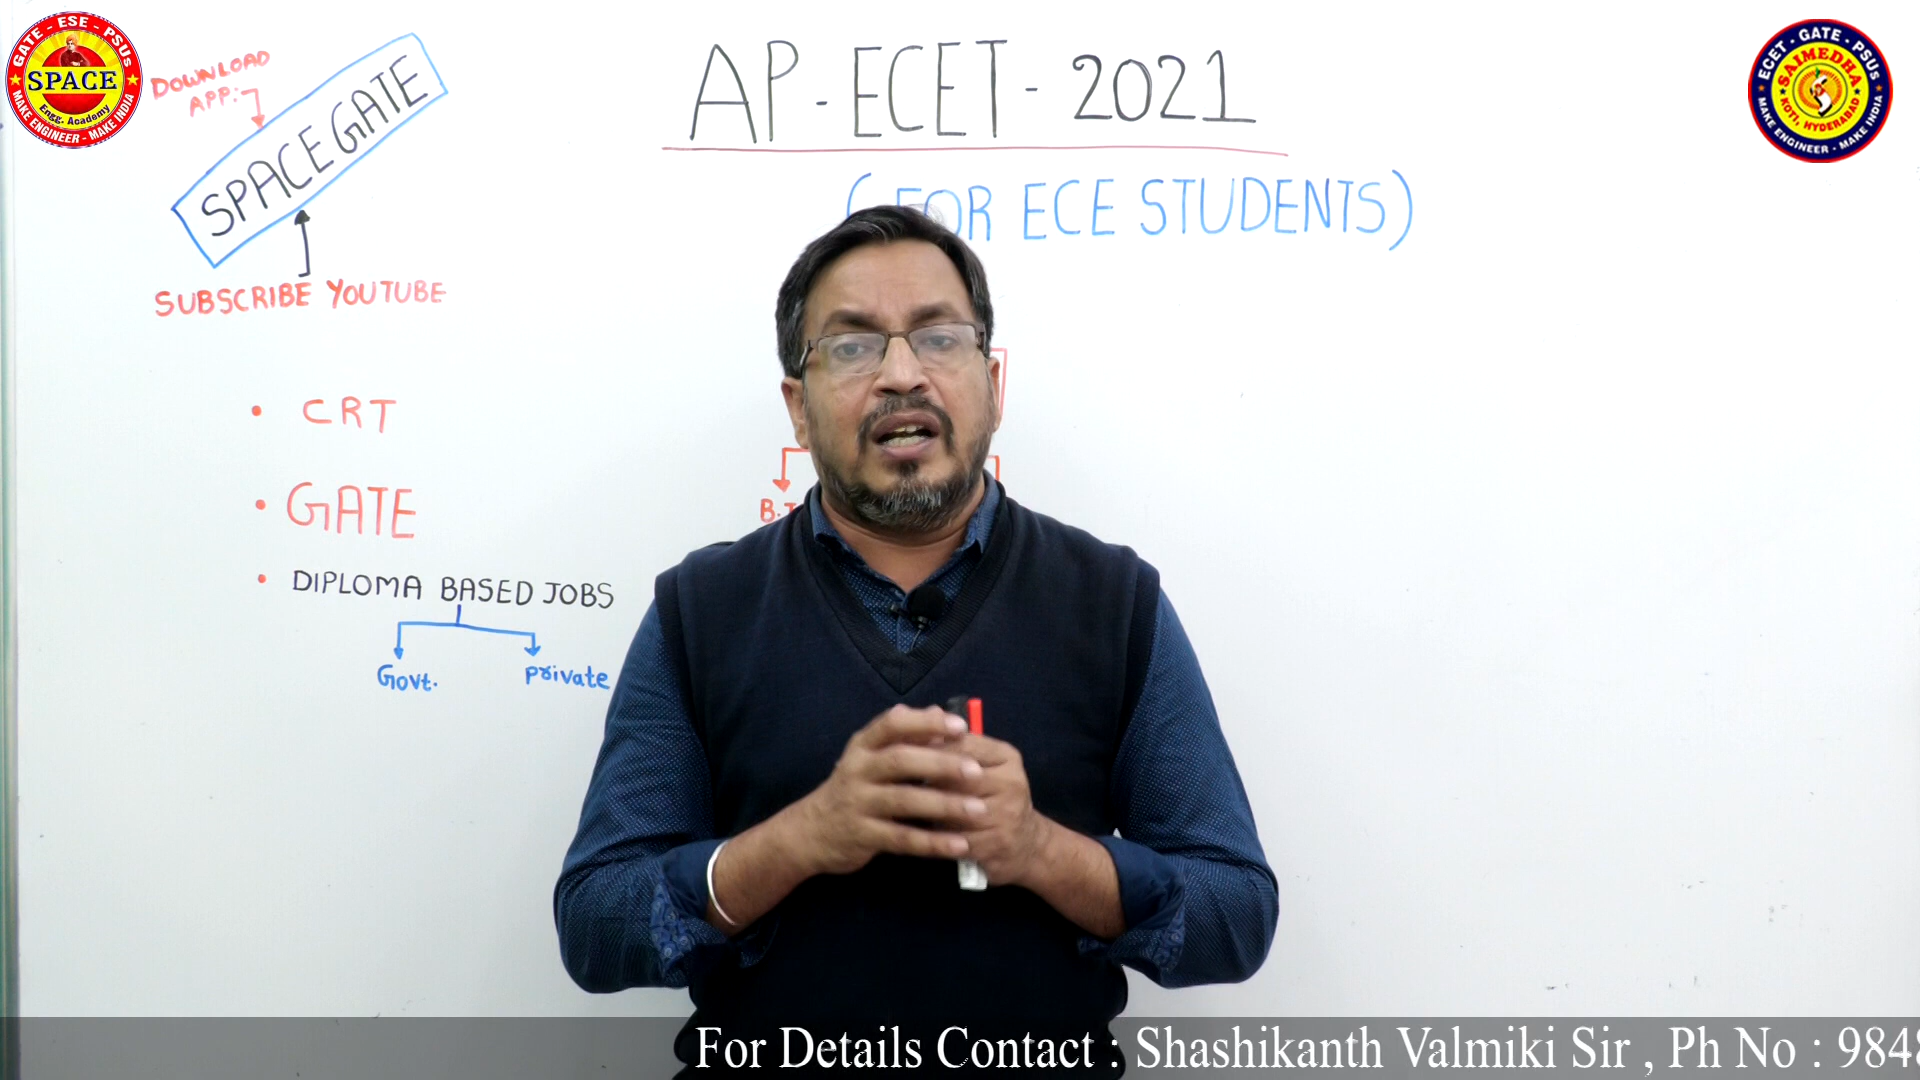 GATE - ESE - PSUs
SPACE
Engg. Academy
MAKE ENGINEER - MAKE INDIA
DOWNLOAD
APP:-
SPACE GATE
SUBSCRIBE YOUTUBE
AP - ECET - 2021
(FOR ECE STUDENTS)
ECET - GATE - PSUs
SAIMEDHA
KOTI, HYDERABAD
MAKE ENGINEER - MAKE INDIA
• CRT
• GATE
• DIPLOMA BASED JOBS
Govt. private
B.T
For Details Contact : Shashikanth Valmiki Sir , Ph No : 9848